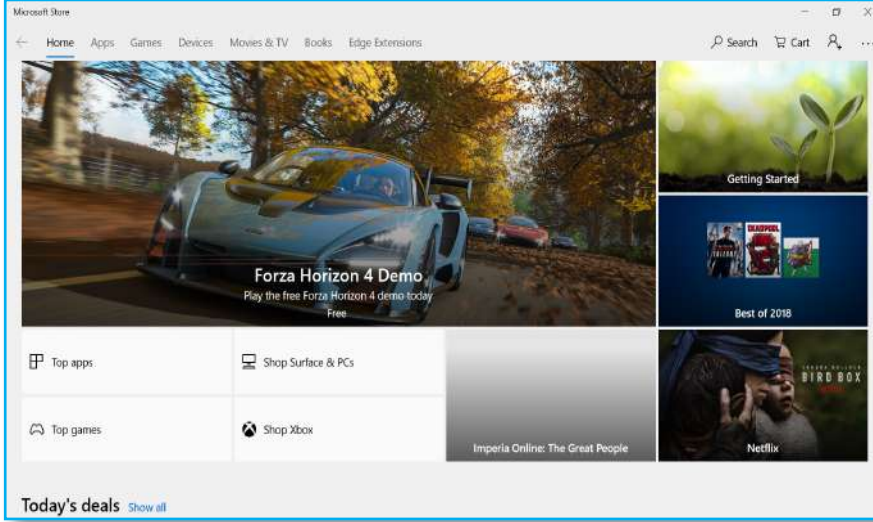 Microsoft Store
Home Apps Games Devices Movies & TV Books Edge Extensions Search Cart
Forza Horizon 4 Demo
Play the free Forza Horizon 4 demo today
Free
Getting Started
DEADPOOL
Best of 2018
Top apps
Shop Surface & PCs
Top games
Shop Xbox
Imperia Online: The Great People
BIRD BOX
Netflix
Today's deals Show all